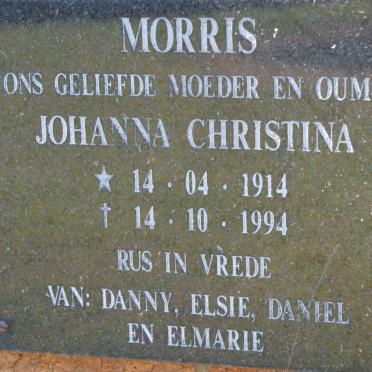 MORRIS
ONS GELIEFDE MOEDER EN OUMA
JOHANNA CHRISTINA
14 · 04 · 1914
14 · 10 · 1994
RUS IN VREDE
VAN: DANNY, ELSIE, DANIEL
EN ELMARIE